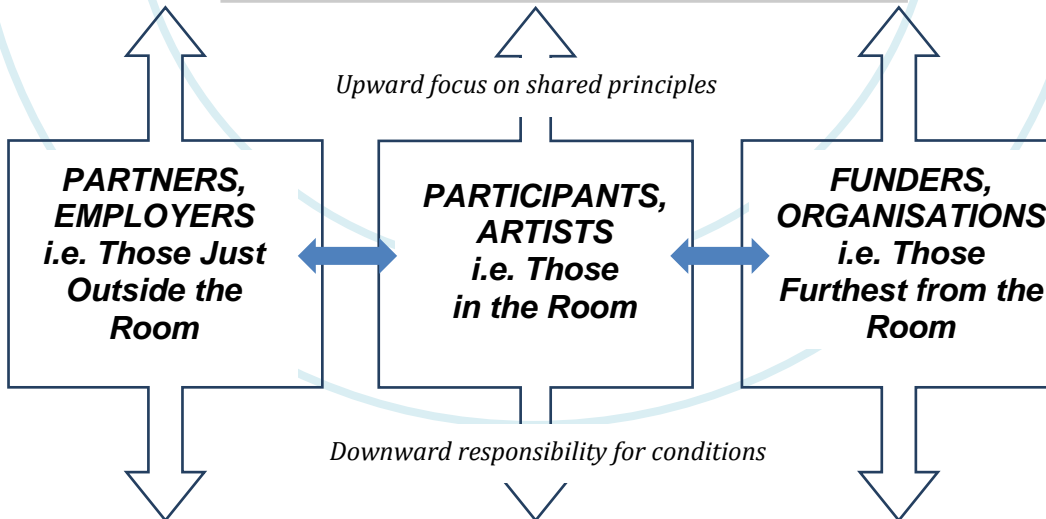 Upward focus on shared principles
PARTNERS,
EMPLOYERS
i.e. Those Just
Outside the
Room
PARTICIPANTS,
ARTISTS
i.e. Those
in the Room
FUNDERS,
ORGANISATIONS
i.e. Those
Furthest from the
Room
Downward responsibility for conditions